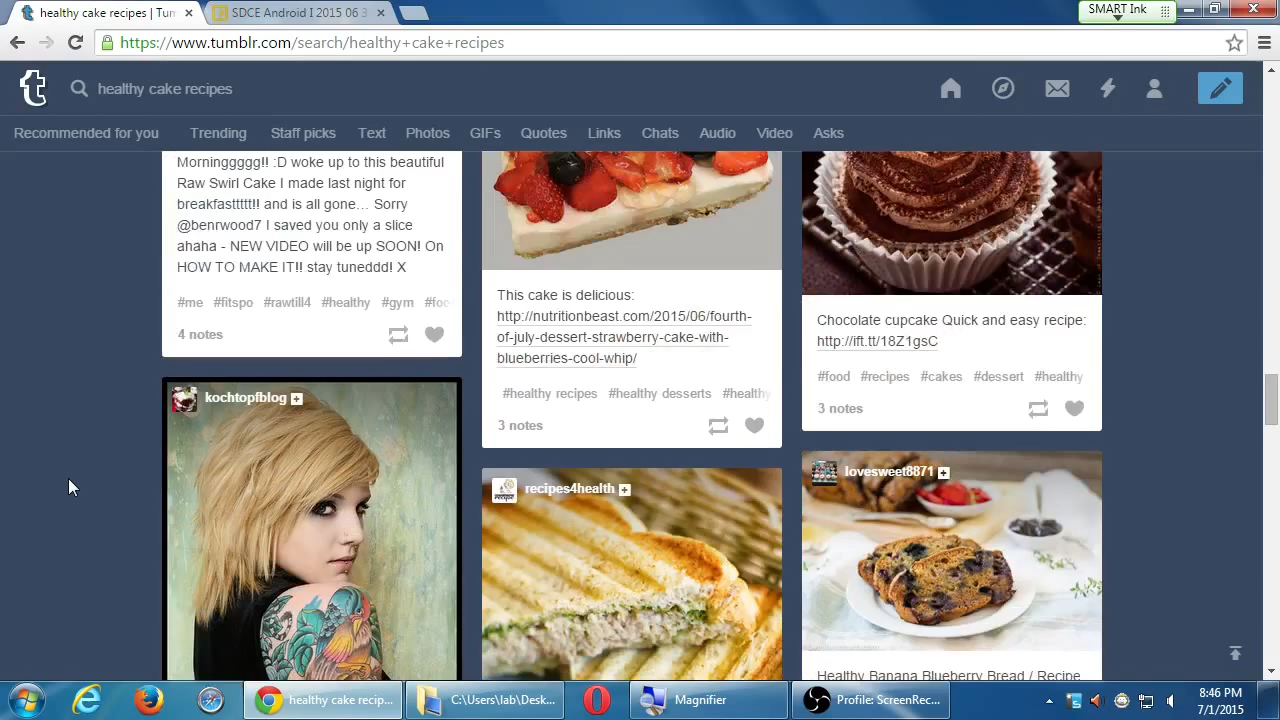 healthy cake recipes | Tum
SDCE Android I 2015 06 3
SMART Ink
https://www.tumblr.com/search/healthy+cake+recipes
healthy cake recipes
Recommended for you Trending Staff picks Text Photos GIFs Quotes Links Chats Audio Video Asks
Morninggggg!! :D woke up to this beautiful
Raw Swirl Cake I made last night for
breakfasttttt!! and is all gone... Sorry
@benrwood7 I saved you only a slice
ahaha - NEW VIDEO will be up SOON! On
HOW TO MAKE IT!! stay tuneddd! X
#me #fitspo #rawtill4 #healthy #gym #foo
4 notes
kochtopfblog
This cake is delicious:
http://nutritionbeast.com/2015/06/fourth-
of-july-dessert-strawberry-cake-with-
blueberries-cool-whip/
#healthy recipes #healthy desserts #healthy
3 notes
recipes4health
Chocolate cupcake Quick and easy recipe:
http://ift.tt/18Z1gsC
#food #recipes #cakes #dessert #healthy
3 notes
lovesweet8871
Healthy Banana Blueberry Bread / Recipe
healthy cake recip...
C:\Users\lab\Desk...
Magnifier
Profile: ScreenRec...
8:46 PM
7/1/2015